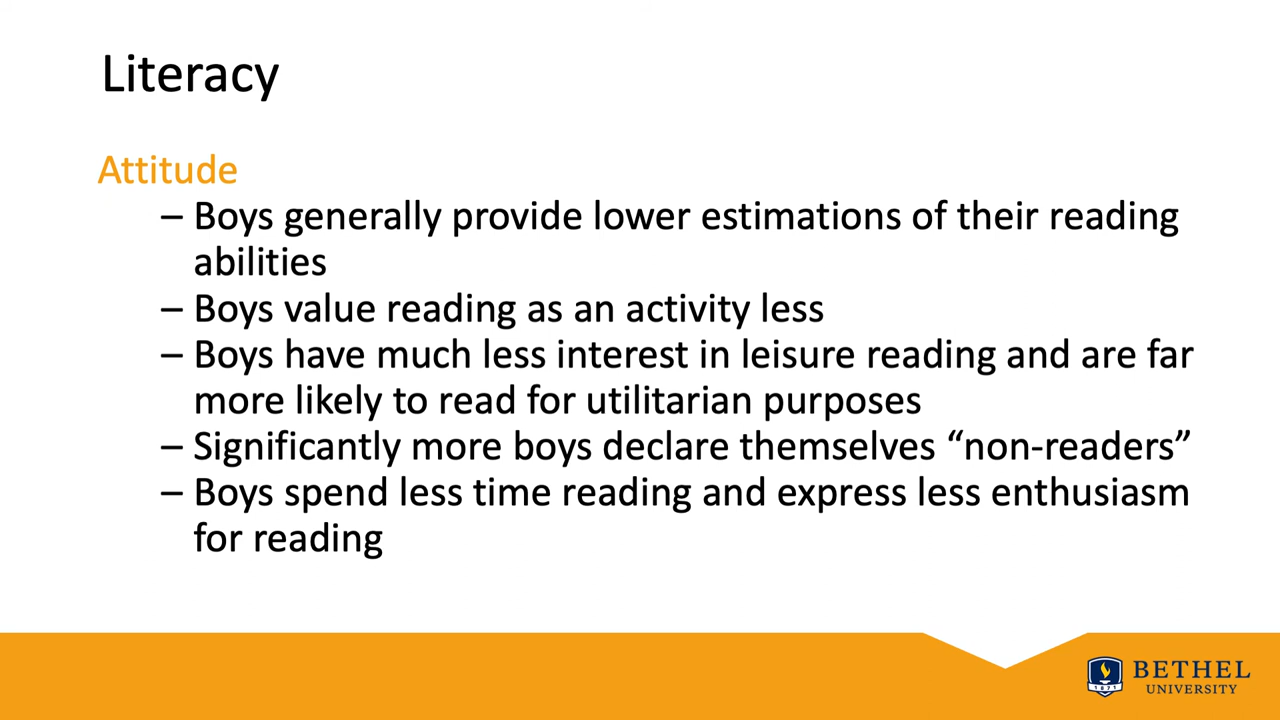 Literacy
Attitude
– Boys generally provide lower estimations of their reading
abilities
– Boys value reading as an activity less
– Boys have much less interest in leisure reading and are far
more likely to read for utilitarian purposes
– Significantly more boys declare themselves “non-readers”
– Boys spend less time reading and express less enthusiasm
for reading
1871
BETHEL
UNIVERSITY